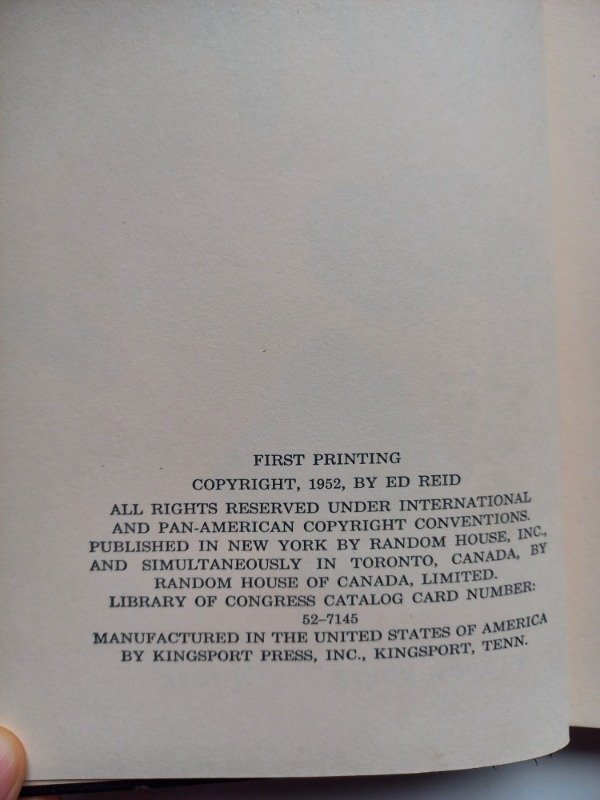 FIRST PRINTING
COPYRIGHT, 1952, BY ED REID
ALL RIGHTS RESERVED UNDER INTERNATIONAL
AND PAN-AMERICAN COPYRIGHT CONVENTIONS.
PUBLISHED IN NEW YORK BY RANDOM HOUSE, INC.,
AND SIMULTANEOUSLY IN TORONTO, CANADA, BY
RANDOM HOUSE OF CANADA, LIMITED.
LIBRARY OF CONGRESS CATALOG CARD NUMBER:
52–7145
MANUFACTURED IN THE UNITED STATES OF AMERICA
BY KINGSPORT PRESS, INC., KINGSPORT, TENN.